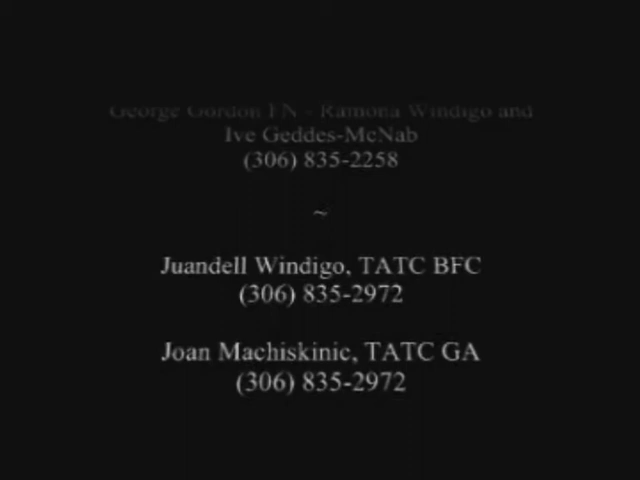 George Gordon FN - Ramona Windigo and
Ive Geddes-McNab
(306) 835-2258
~
Juandell Windigo, TATC BFC
(306) 835-2972
Joan Machiskinic, TATC GA
(306) 835-2972